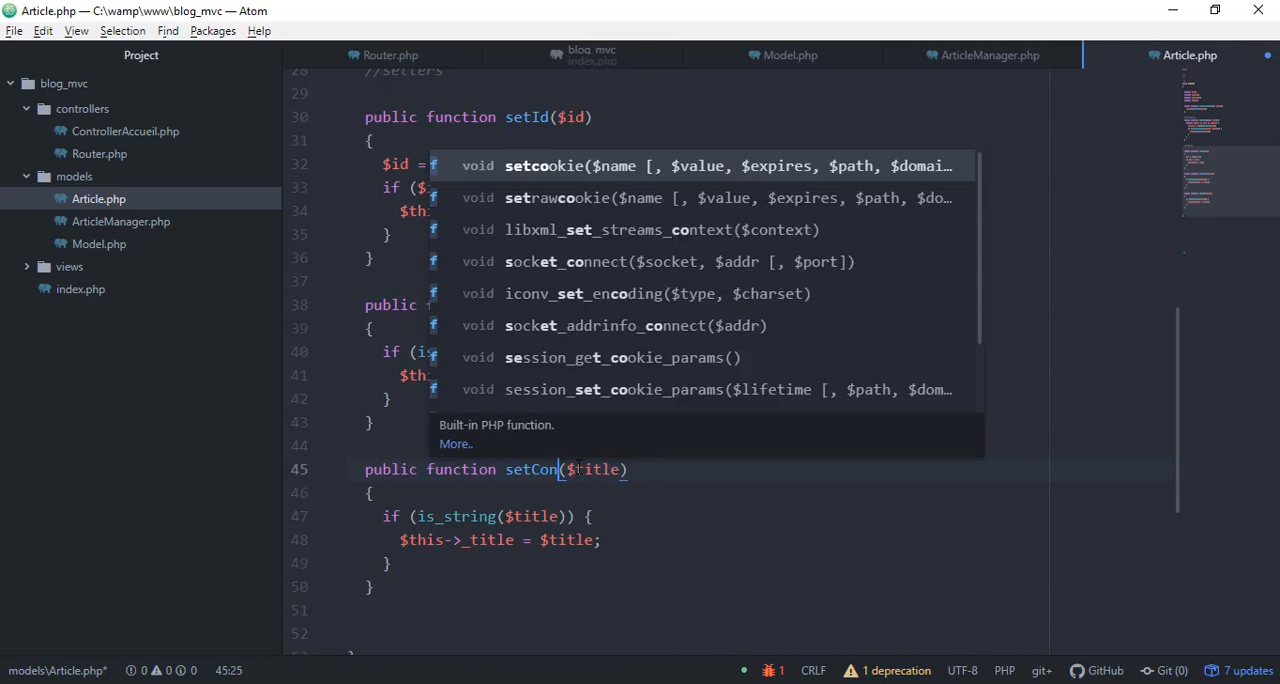 Article.php — C:\wamp\www\blog_mvc — Atom
File Edit View Selection Find Packages Help
Project
Router.php
blog_mvc
index.php
Model.php
ArticleManager.php
Article.php
blog_mvc
controllers
ControllerAccueil.php
Router.php
models
Article.php
ArticleManager.php
Model.php
views
index.php
28 //setters
29
30 public function setId($id)
31 {
32 $id =
33 if ($
34 $th
35 }
36 }
37
38 public f
39 {
40 if (is
41 $th
42 }
43 }
44
45 public function setCon($title)
46 {
47 if (is_string($title)) {
48 $this->_title = $title;
49 }
50 }
51
52
f void setcookie($name [, $value, $expires, $path, $domai…
f void setrawcookie($name [, $value, $expires, $path, $do…
f void libxml_set_streams_context($context)
f void socket_connect($socket, $addr [, $port])
f void iconv_set_encoding($type, $charset)
f void socket_addrinfo_connect($addr)
f void session_get_cookie_params()
f void session_set_cookie_params($lifetime [, $path, $dom…
Built-in PHP function.
More..
models\Article.php* 0 0 0 45:25
1 CRLF 1 deprecation UTF-8 PHP git+ GitHub Git (0) 7 updates